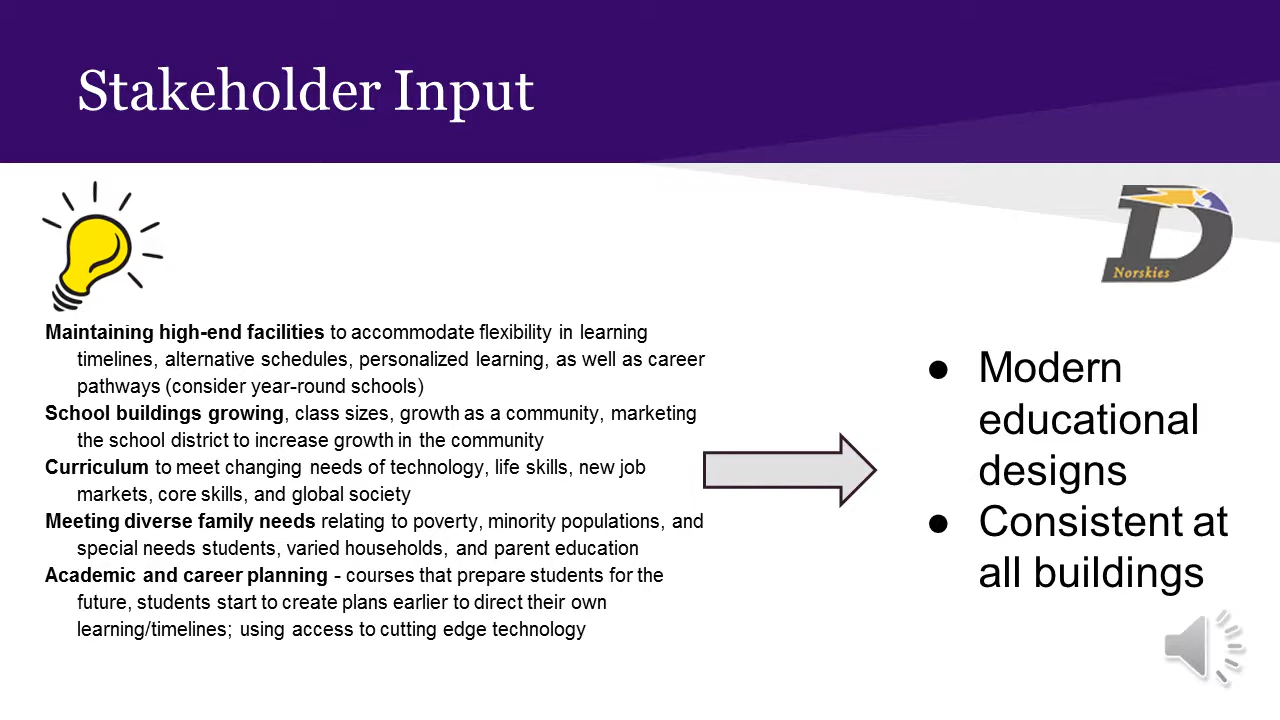 Stakeholder Input
Norskies
Maintaining high-end facilities to accommodate flexibility in learning
timelines, alternative schedules, personalized learning, as well as career
pathways (consider year-round schools)
School buildings growing, class sizes, growth as a community, marketing
the school district to increase growth in the community
Curriculum to meet changing needs of technology, life skills, new job
markets, core skills, and global society
Meeting diverse family needs relating to poverty, minority populations, and
special needs students, varied households, and parent education
Academic and career planning - courses that prepare students for the
future, students start to create plans earlier to direct their own
learning/timelines; using access to cutting edge technology
● Modern
educational
designs
● Consistent at
all buildings